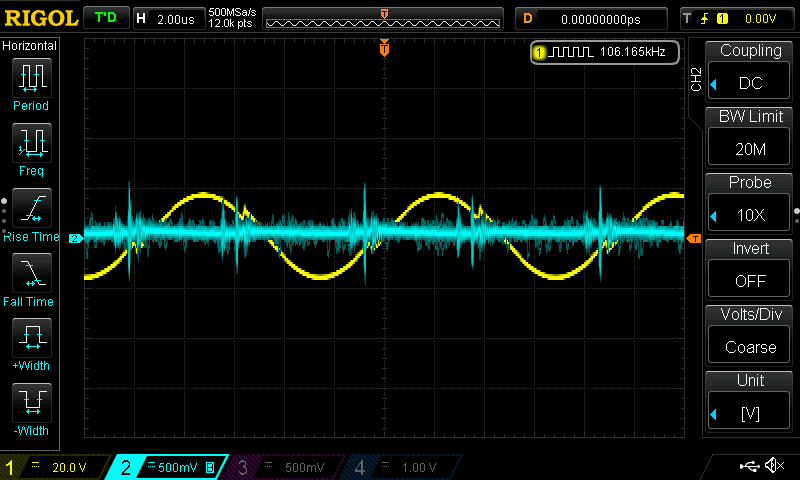 RIGOL T'D H 2.00us 500MSa/s 12.0k pts T D 0.00000000ps T 1 0.00V
Horizontal
Period
Freq
Rise Time
Fall Time
+Width
-Width
T
1 106.165kHz
2
T
CH2
Coupling
DC
BW Limit
20M
Probe
10X
Invert
OFF
Volts/Div
Coarse
Unit
[V]
1 20.0 V 2 500mV B 3 500mV 4 1.00 V